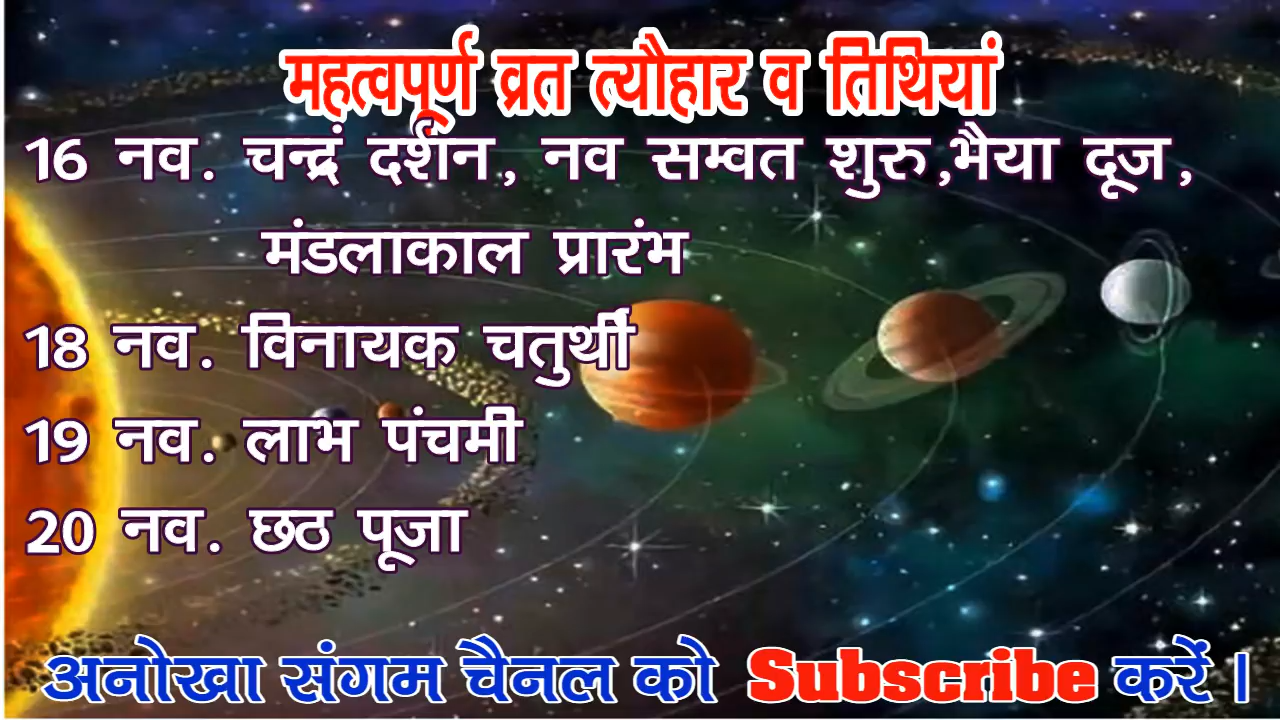 महत्वपूर्ण व्रत त्यौहार व तिथियां
16 नव. चन्द्रं दर्शन, नव सम्वत शुरु,भैया दूज,
मंडलाकाल प्रारंभ
18 नव. विनायक चतुर्थी
19 नव. लाभ पंचमी
20 नव. छठ पूजा
अनोखा संगम चैनल को Subscribe करें।